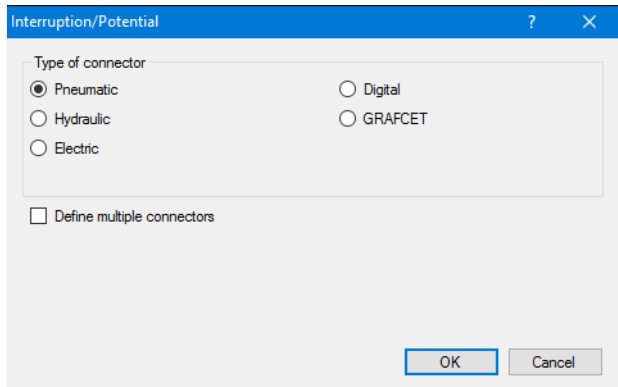 Interruption/Potential
?
Type of connector
Pneumatic
Digital
Hydraulic
GRAFCET
Electric
Define multiple connectors
OK
Cancel